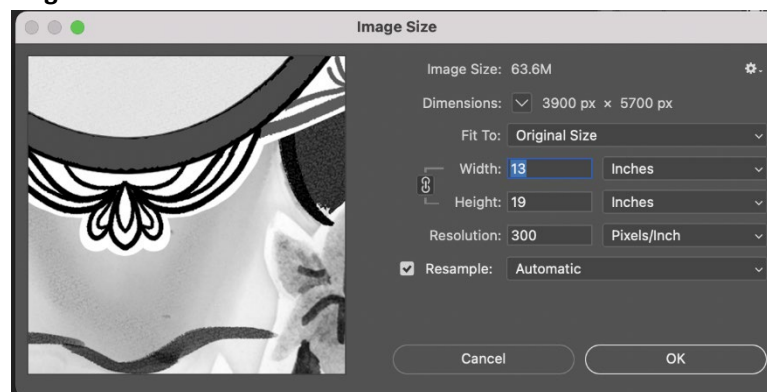 Image Size
Image Size: 63.6M
Dimensions: 3900 px × 5700 px
Fit To: Original Size
Width: 13 Inches
Height: 19 Inches
Resolution: 300 Pixels/Inch
Resample: Automatic
Cancel OK